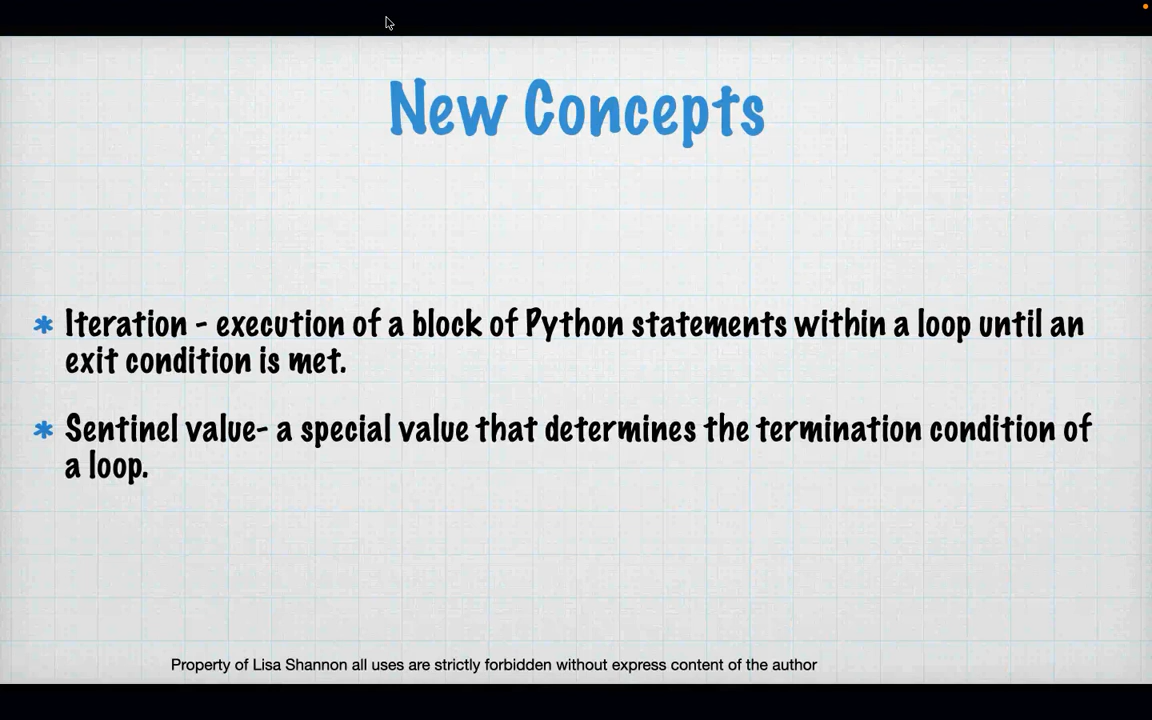 New Concepts
* Iteration - execution of a block of Python statements within a loop until an
exit condition is met.
* Sentinel value- a special value that determines the termination condition of
a loop.
Property of Lisa Shannon all uses are strictly forbidden without express content of the author